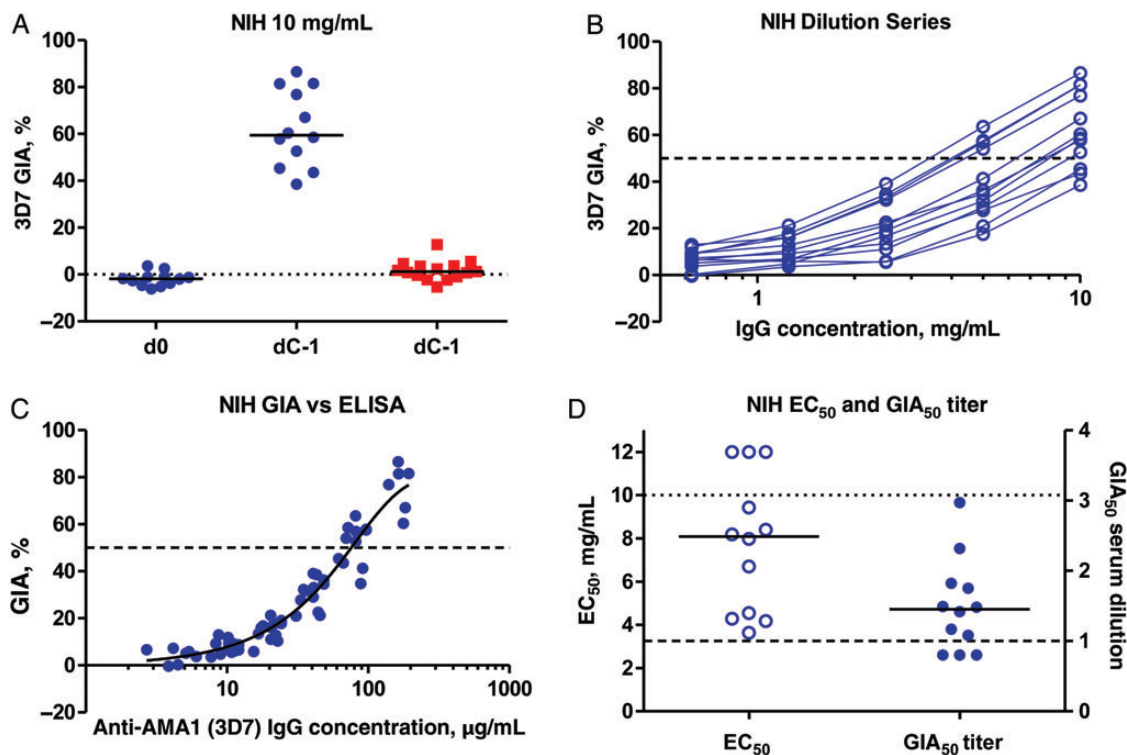 A
NIH 10 mg/mL
3D7 GIA, %
100
80
60
40
20
0
–20
d0
dC-1
dC-1
B
NIH Dilution Series
3D7 GIA, %
100
80
60
40
20
0
–20
1
10
IgG concentration, mg/mL
C
NIH GIA vs ELISA
GIA, %
100
80
60
40
20
0
–20
10
100
1000
Anti-AMA1 (3D7) IgG concentration, µg/mL
D
NIH EC50 and GIA50 titer
EC50, mg/mL
12
10
8
6
4
2
0
4
3
2
1
0
GIA50 serum dilution
EC50
GIA50 titer